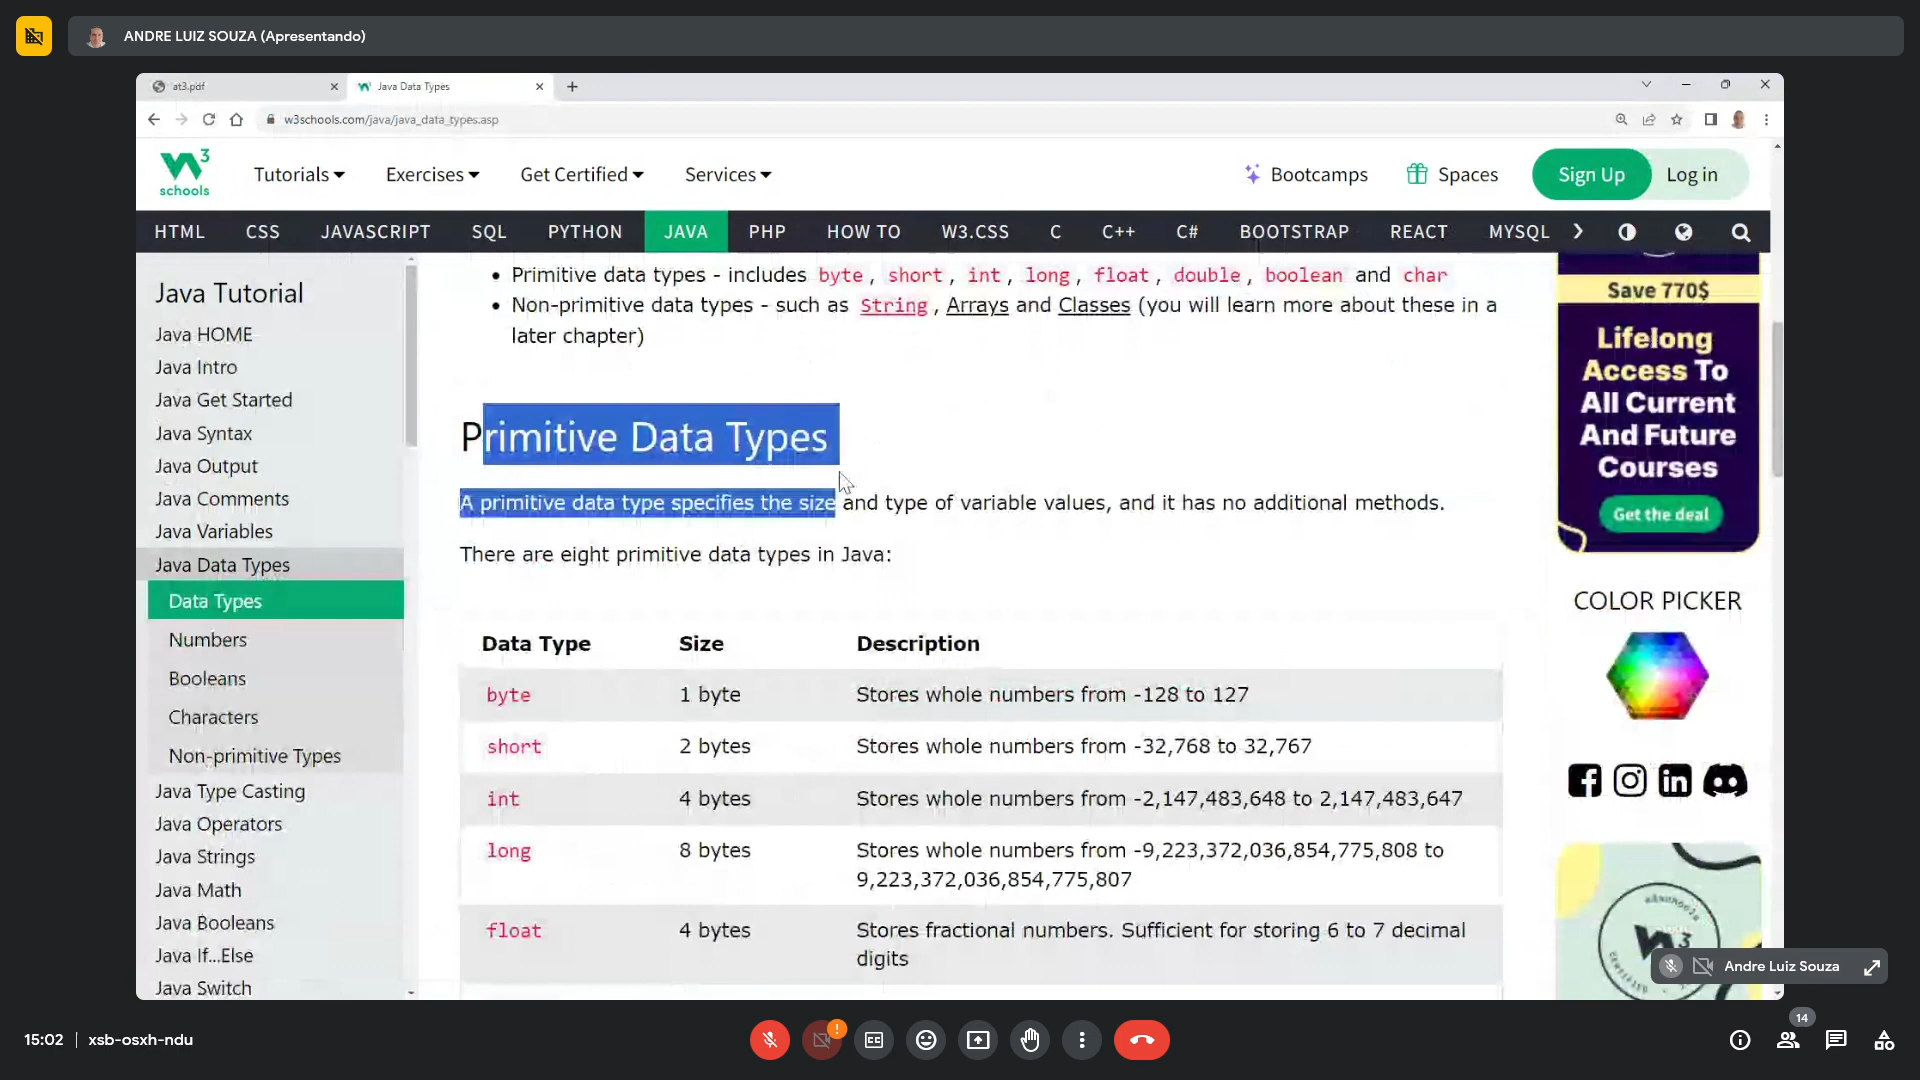 ANDRE LUIZ SOUZA (Apresentando)
at3.pdf
Java Data Types
w3schools.com/java/java_data_types.asp
W3 schools
Tutorials
Exercises
Get Certified
Services
Bootcamps
Spaces
Sign Up
Log in
HTML CSS JAVASCRIPT SQL PYTHON JAVA PHP HOW TO W3.CSS C C++ C# BOOTSTRAP REACT MYSQL
Java Tutorial
Java HOME
Java Intro
Java Get Started
Java Syntax
Java Output
Java Comments
Java Variables
Java Data Types
Data Types
Numbers
Booleans
Characters
Non-primitive Types
Java Type Casting
Java Operators
Java Strings
Java Math
Java Booleans
Java If...Else
Java Switch
• Primitive data types - includes byte, short, int, long, float, double, boolean and char
• Non-primitive data types - such as String, Arrays and Classes (you will learn more about these in a
later chapter)
Primitive Data Types
A primitive data type specifies the size and type of variable values, and it has no additional methods.
There are eight primitive data types in Java:
Data Type Size Description
byte 1 byte Stores whole numbers from -128 to 127
short 2 bytes Stores whole numbers from -32,768 to 32,767
int 4 bytes Stores whole numbers from -2,147,483,648 to 2,147,483,647
long 8 bytes Stores whole numbers from -9,223,372,036,854,775,808 to
9,223,372,036,854,775,807
float 4 bytes Stores fractional numbers. Sufficient for storing 6 to 7 decimal
digits
Save 770$
Lifelong
Access To
All Current
And Future
Courses
Get the deal
COLOR PICKER
Andre Luiz Souza
15:02 | xsb-osxh-ndu
14